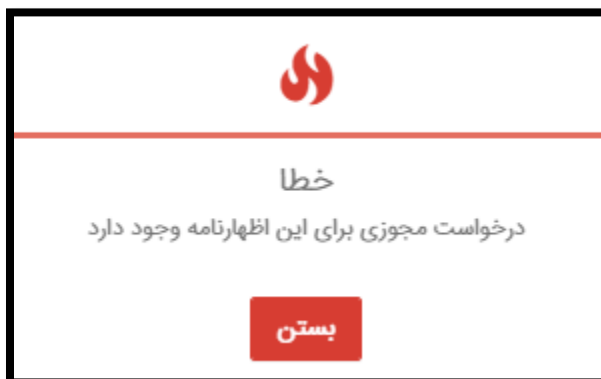 خطا
درخواست مجوزی برای این اظهارنامه وجود دارد
بستن